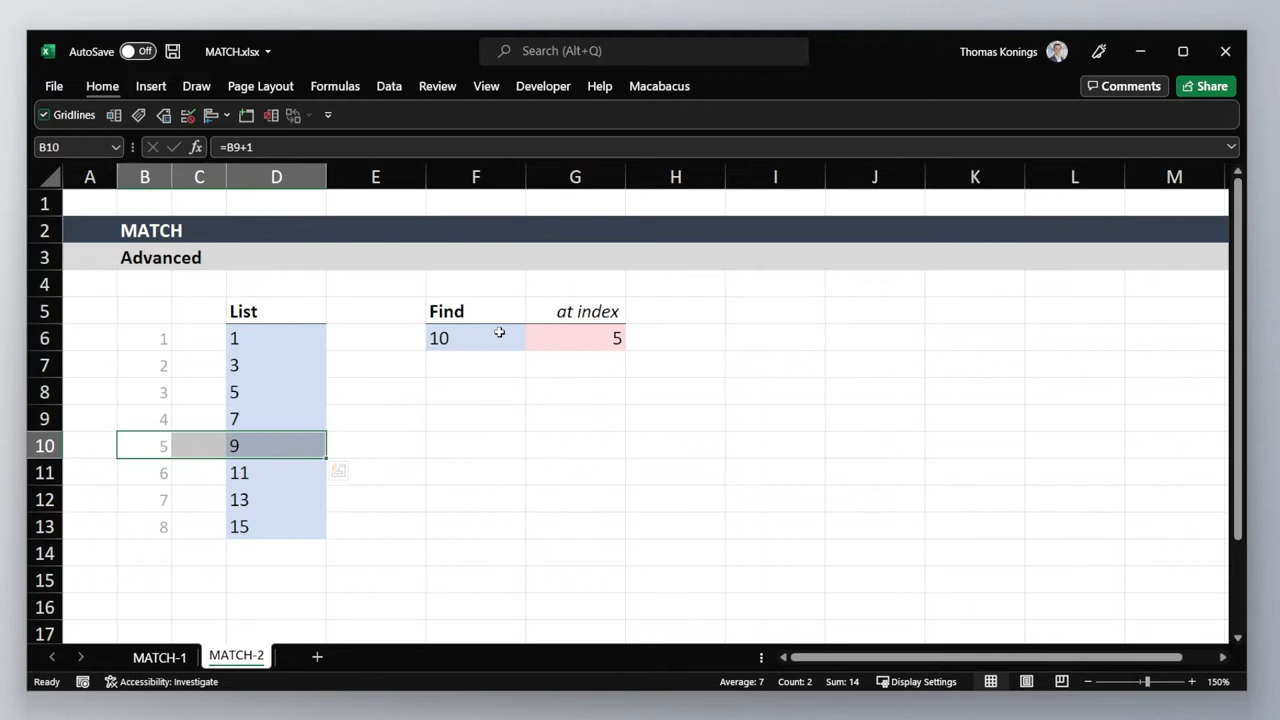 AutoSave Off MATCH.xlsx Search (Alt+Q) Thomas Konings
File Home Insert Draw Page Layout Formulas Data Review View Developer Help Macabacus Comments Share
Gridlines
B10 fx =B9+1
A B C D E F G H I J K L M
1
2 MATCH
3 Advanced
4
5 List Find at index
6 1 1 10 5
7 2 3
8 3 5
9 4 7
10 5 9
11 6 11
12 7 13
13 8 15
14
15
16
17
MATCH-1 MATCH-2
Ready Accessibility: Investigate Average: 7 Count: 2 Sum: 14 Display Settings 150%